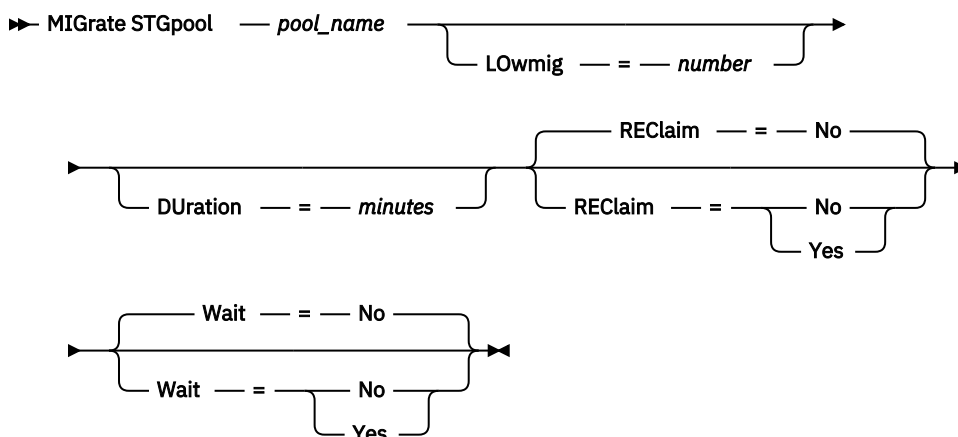 MIGrate STGpool pool_name
LOwmig = number
REClaim = No
DUration = minutes REClaim = No
Yes
Wait = No
Wait = No
Yes